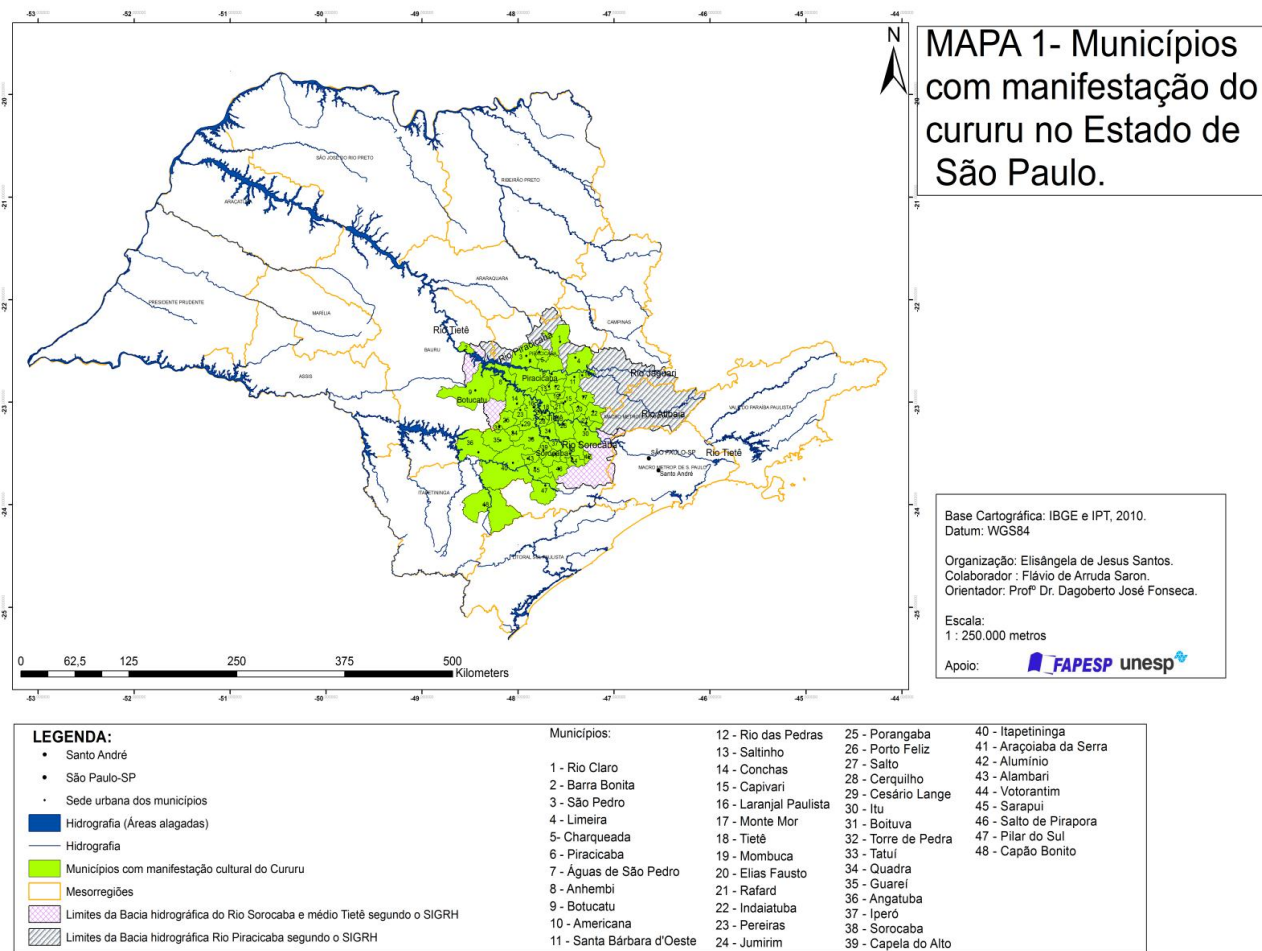 MAPA 1- Municípios
com manifestação do
cururu no Estado de
São Paulo.
N
-53
-52
-51
-50
-49
-48
-47
-46
-45
-44
-20
-21
-22
-23
-24
-25
SÃO JOSÉ DO RIO PRETO
RIBEIRÃO PRETO
ARAÇATUBA
ARARAQUARA
PRESIDENTE PRUDENTE
MARÍLIA
CAMPINAS
Rio Tietê
BAURU
Rio Piracicaba
ASSIS
Piracicaba
Rio Jaguari
Botucatu
Rio Atibaia
VALE DO PARAÍBA PAULISTA
Rio Sorocaba
Sorocaba
SÃO PAULO-SP
Rio Tietê
MACRO METROP. DE S. PAULO
Santo André
ITAPETININGA
LITORAL SUL PAULISTA
0 62,5 125 250 375 500
Kilometers
Base Cartográfica: IBGE e IPT, 2010.
Datum: WGS84
Organização: Elisângela de Jesus Santos.
Colaborador : Flávio de Arruda Saron.
Orientador: Profº Dr. Dagoberto José Fonseca.
Escala:
1 : 250.000 metros
Apoio:
FAPESP unesp
LEGENDA:
Santo André
São Paulo-SP
Sede urbana dos municípios
Hidrografia (Áreas alagadas)
Hidrografia
Municípios com manifestação cultural do Cururu
Mesorregiões
Limites da Bacia hidrográfica do Rio Sorocaba e médio Tietê segundo o SIGRH
Limites da Bacia hidrográfica Rio Piracicaba segundo o SIGRH
Municípios:
1 - Rio Claro
2 - Barra Bonita
3 - São Pedro
4 - Limeira
5- Charqueada
6 - Piracicaba
7 - Águas de São Pedro
8 - Anhembi
9 - Botucatu
10 - Americana
11 - Santa Bárbara d'Oeste
12 - Rio das Pedras
13 - Saltinho
14 - Conchas
15 - Capivari
16 - Laranjal Paulista
17 - Monte Mor
18 - Tietê
19 - Mombuca
20 - Elias Fausto
21 - Rafard
22 - Indaiatuba
23 - Pereiras
24 - Jumirim
25 - Porangaba
26 - Porto Feliz
27 - Salto
28 - Cerquilho
29 - Cesário Lange
30 - Itu
31 - Boituva
32 - Torre de Pedra
33 - Tatuí
34 - Quadra
35 - Guareí
36 - Angatuba
37 - Iperó
38 - Sorocaba
39 - Capela do Alto
40 - Itapetininga
41 - Araçoiaba da Serra
42 - Alumínio
43 - Alambari
44 - Votorantim
45 - Sarapui
46 - Salto de Pirapora
47 - Pilar do Sul
48 - Capão Bonito